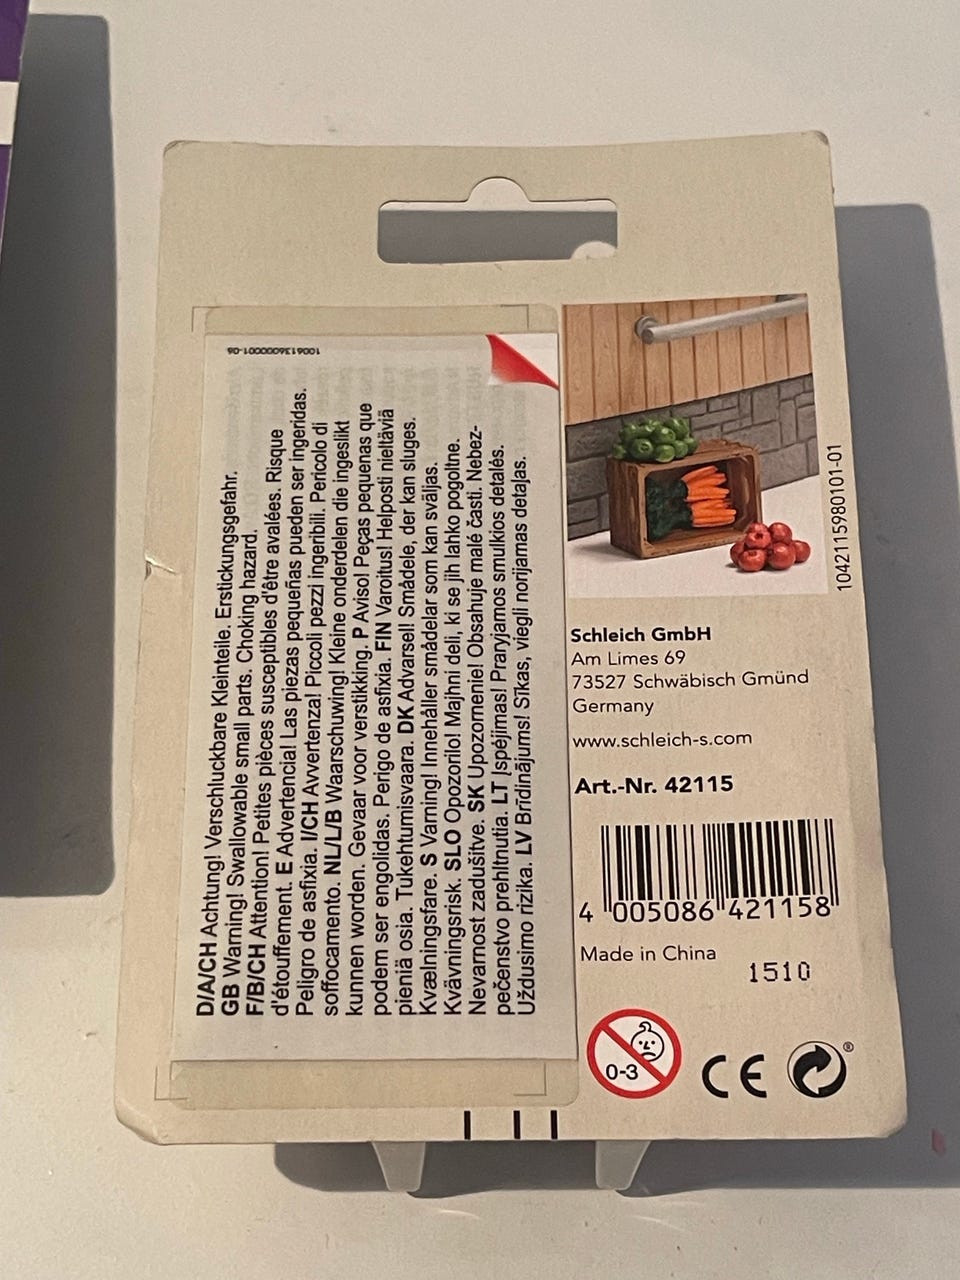 1006136000001-06
D/A/CH Achtung! Verschluckbare Kleinteile. Erstickungsgefahr.
GB Warning! Swallowable small parts. Choking hazard.
F/B/CH Attention! Petites pièces susceptibles d'être avalées. Risque
d'étouffement. E Advertencia! Las piezas pequeñas pueden ser ingeridas.
Peligro de asfixia. I/CH Avvertenza! Piccoli pezzi ingeribili. Pericolo di
soffocamento. NL/L/B Waarschuwing! Kleine onderdelen die ingeslikt
kunnen worden. Gevaar voor verstikking. P Aviso! Peças pequenas que
podem ser engolidas. Perigo de asfixia. FIN Varoitus! Helposti nieltäviä
pieniä osia. Tukehtumisvaara. DK Advarsel! Smådele, der kan sluges.
Kvælningsfare. S Varning! Innehåller smådelar som kan sväljas.
Kvävningsrisk. SLO Opozorilo! Majhni deli, ki se jih lahko pogoltne.
Nevarnost zadušitve. SK Upozornenie! Obsahuje malé časti. Nebez-
pečenstvo prehltnutia. LT Įspėjimas! Praryjamos smulkios detalės.
Uždusimo rizika. LV Brīdinājums! Sīkas, viegli norijamas detaļas.
1042115980101-01
Schleich GmbH
Am Limes 69
73527 Schwäbisch Gmünd
Germany
www.schleich-s.com
Art.-Nr. 42115
4 005086 421158
Made in China
1510
0-3
CE
®